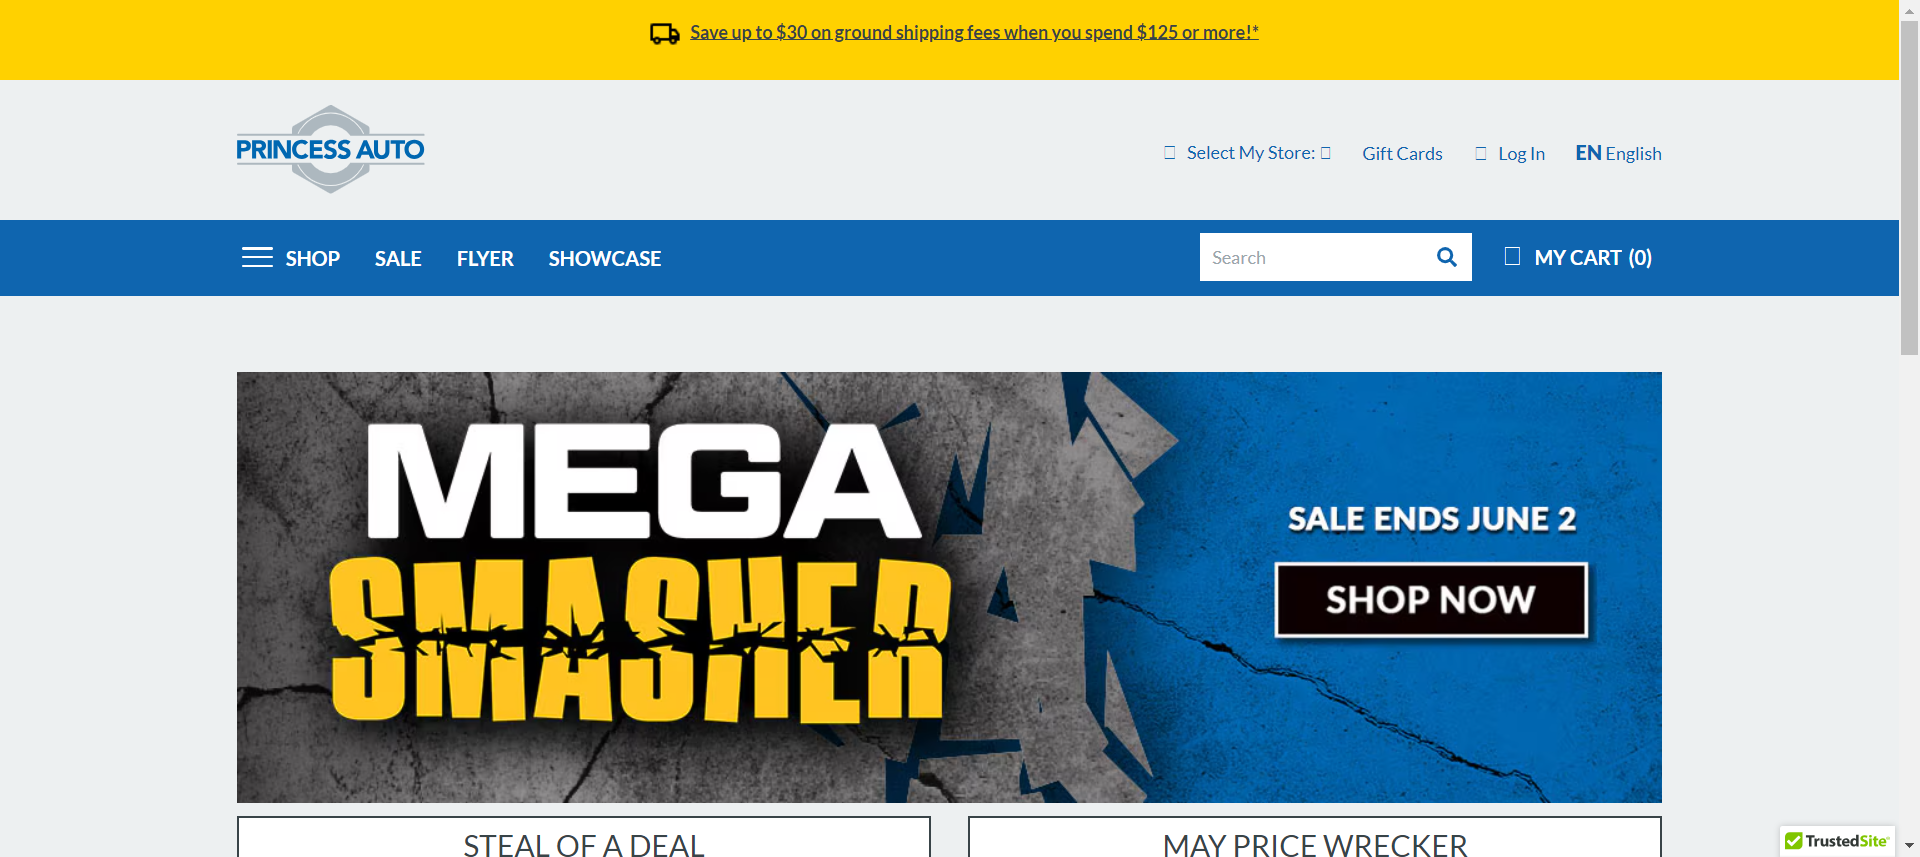 Save up to $30 on ground shipping fees when you spend $125 or more!*
PRINCESS AUTO
Select My Store:
Gift Cards
Log In
EN English
SHOP
SALE
FLYER
SHOWCASE
Search
MY CART (0)
MEGA
SMASHER
SALE ENDS JUNE 2
SHOP NOW
STEAL OF A DEAL
MAY PRICE WRECKER
TrustedSite